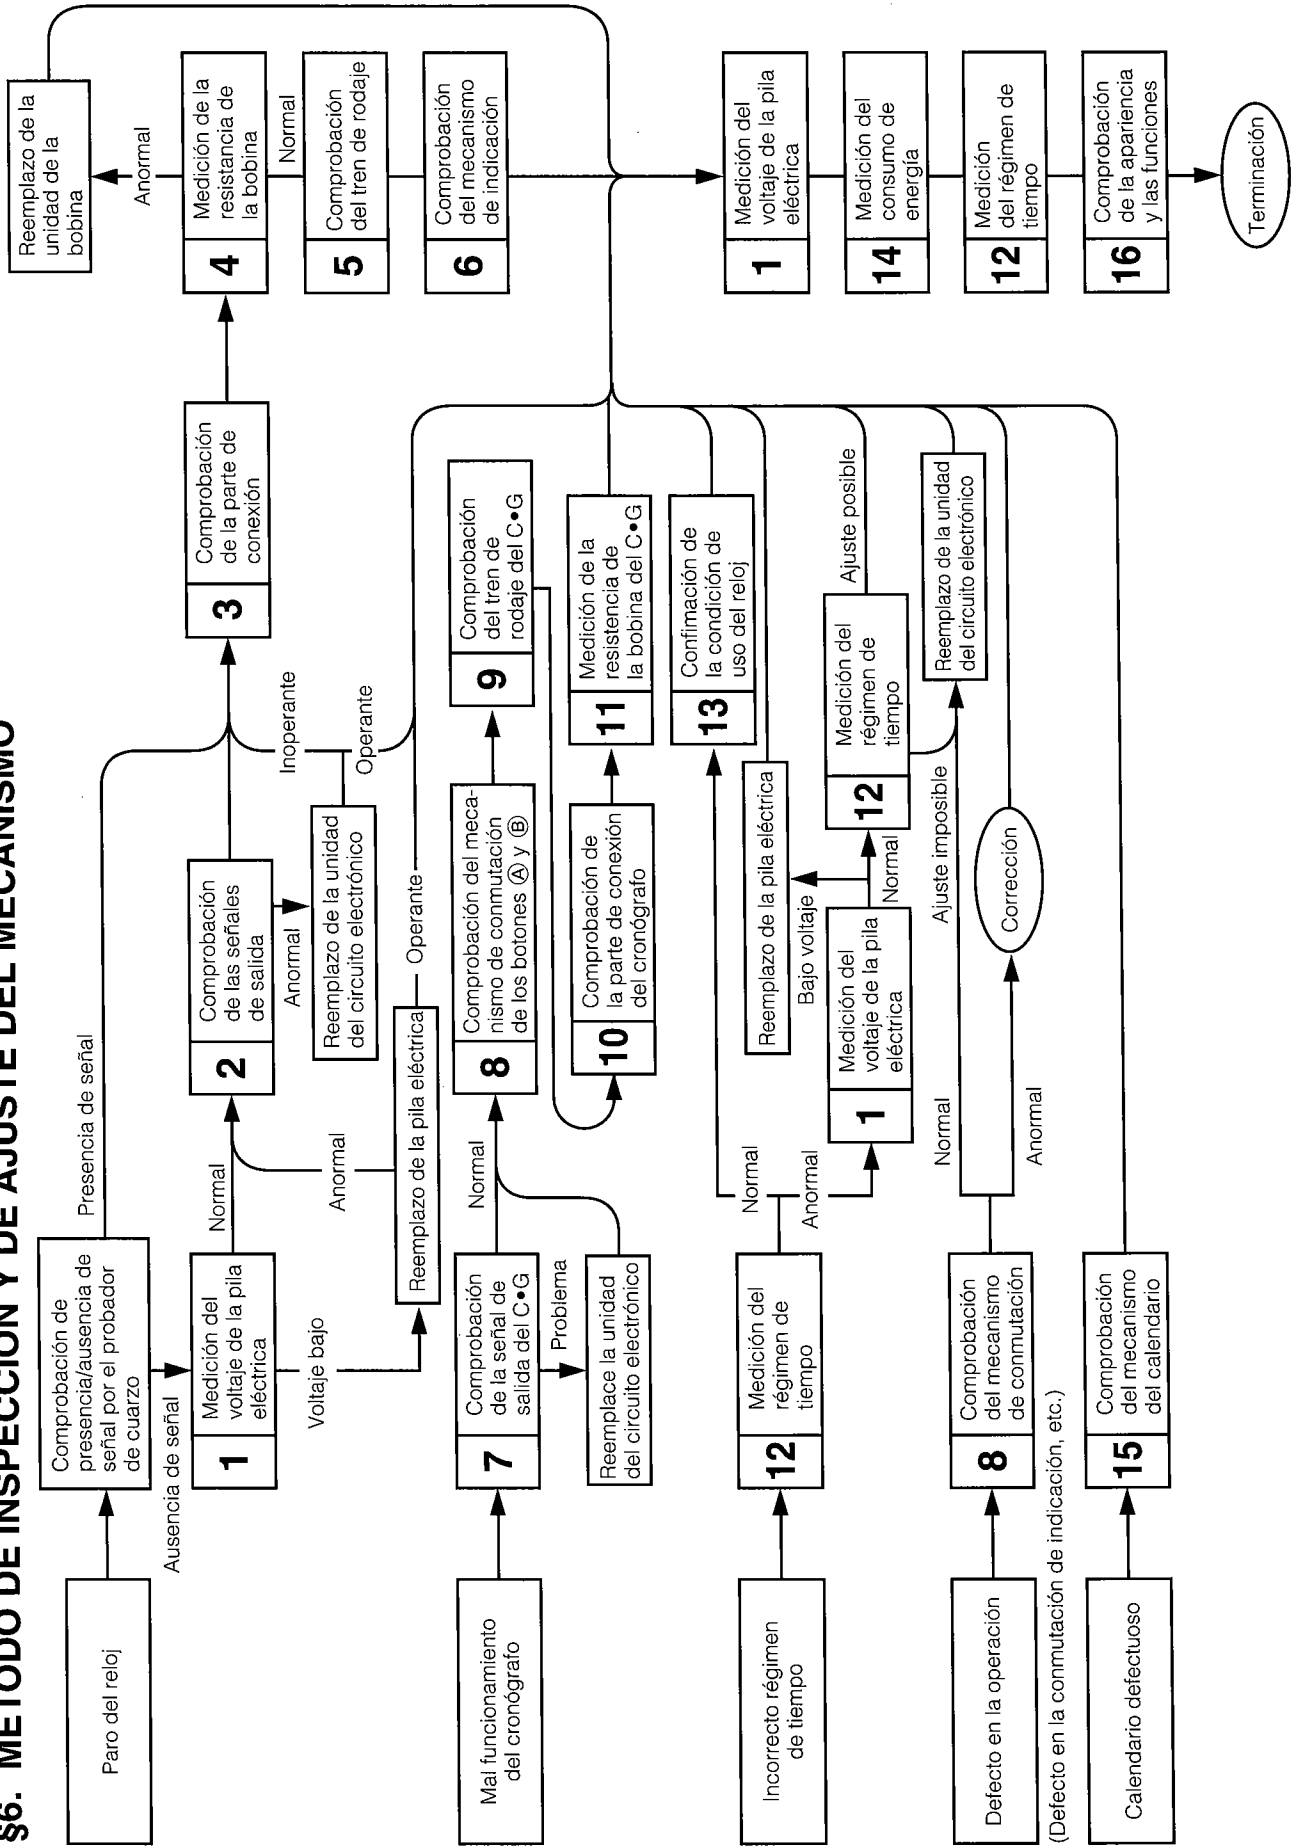 §6. MÉTODO DE INSPECCIÓN Y DE AJUSTE DEL MECANISMO
Paro del reloj
Comprobación de
presencia/ausencia de
señal por el probador
de cuarzo
Presencia de señal
Ausencia de señal
1
Medición del
voltaje de la pila
eléctrica
Normal
Voltaje bajo
Anormal
Reemplazo de la pila eléctrica
Operante
2
Comprobación
de las señales
de salida
Anormal
Reemplazo de la unidad
del circuito electrónico
Inoperante
Operante
3
Comprobación
de la parte de
conexión
4
Medición de la
resistancia de
la bobina
Anormal
Reemplazo de la
unidad de la
bobina
Normal
5
Comprobación
del tren de rodaje
6
Comprobación
del mecanismo
de indicación
Mal funcionamiento
del cronógrafo
7
Comprobación
de la señal de
salida del C•G
Normal
Problema
Reemplace la unidad
del circuito electrónico
8
Comprobación del meca-
nismo de conmutación
de los botones Ⓐ y Ⓑ
9
Comprobación
del tren de
rodaje del C•G
10
Comprobación de
la parte de conexión
del cronógrafo
11
Medición de la
resistencia de
la bobina del C•G
Incorrecto régimen
de tiempo
12
Medición del
régimen de
tiempo
Normal
Anormal
13
Confimación de
la condición de
uso del reloj
1
Medición del
voltaje de la pila
eléctrica
Bajo voltaje
Reemplazo de la pila eléctrica
Normal
12
Medición del
régimen de
tiempo
Ajuste posible
Ajuste imposible
Reemplazo de la unidad
del circuito electrónico
Defecto en la operación
(Defecto en la conmutación de indicación, etc.)
8
Comprobación
del mecanismo
de conmutación
Normal
Anormal
Corrección
Calendario defectuoso
15
Comprobación
del mecanismo
del calendario
1
Medición del
voltaje de la pila
eléctrica
14
Medición del
consumo de
energía
12
Medición
del régimen de
tiempo
16
Comprobación
de la apariencia
y las funciones
Terminación